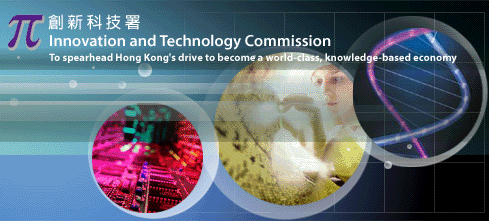 創新科技署
Innovation and Technology Commission
To spearhead Hong Kong's drive to become a world-class, knowledge-based economy